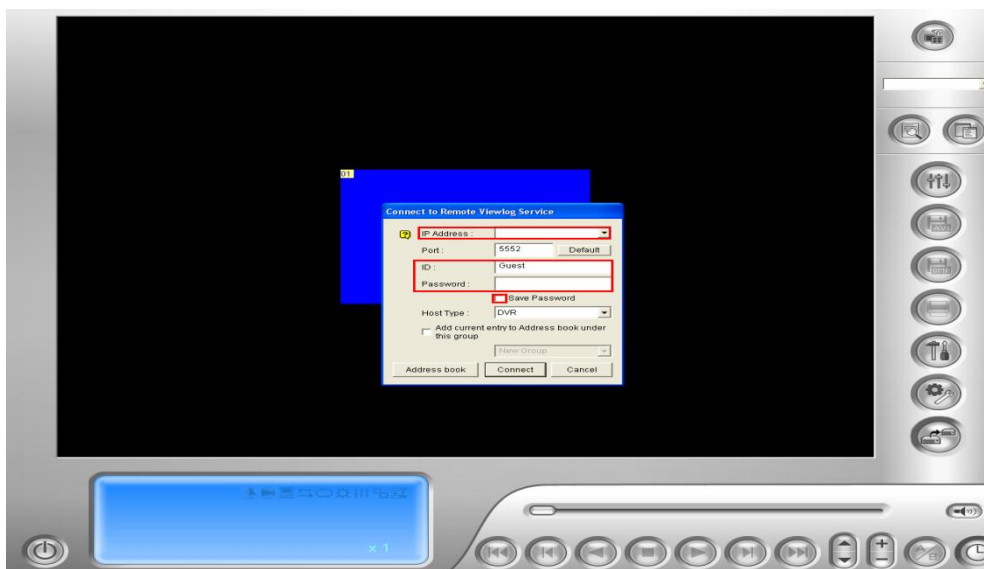 01
Connect to Remote Viewlog Service
IP Address :
Port : 5552 Default
ID : Guest
Password :
Save Password
Host Type : DVR
Add current entry to Address book under
this group
New Group
Address book Connect Cancel
x 1
A/B